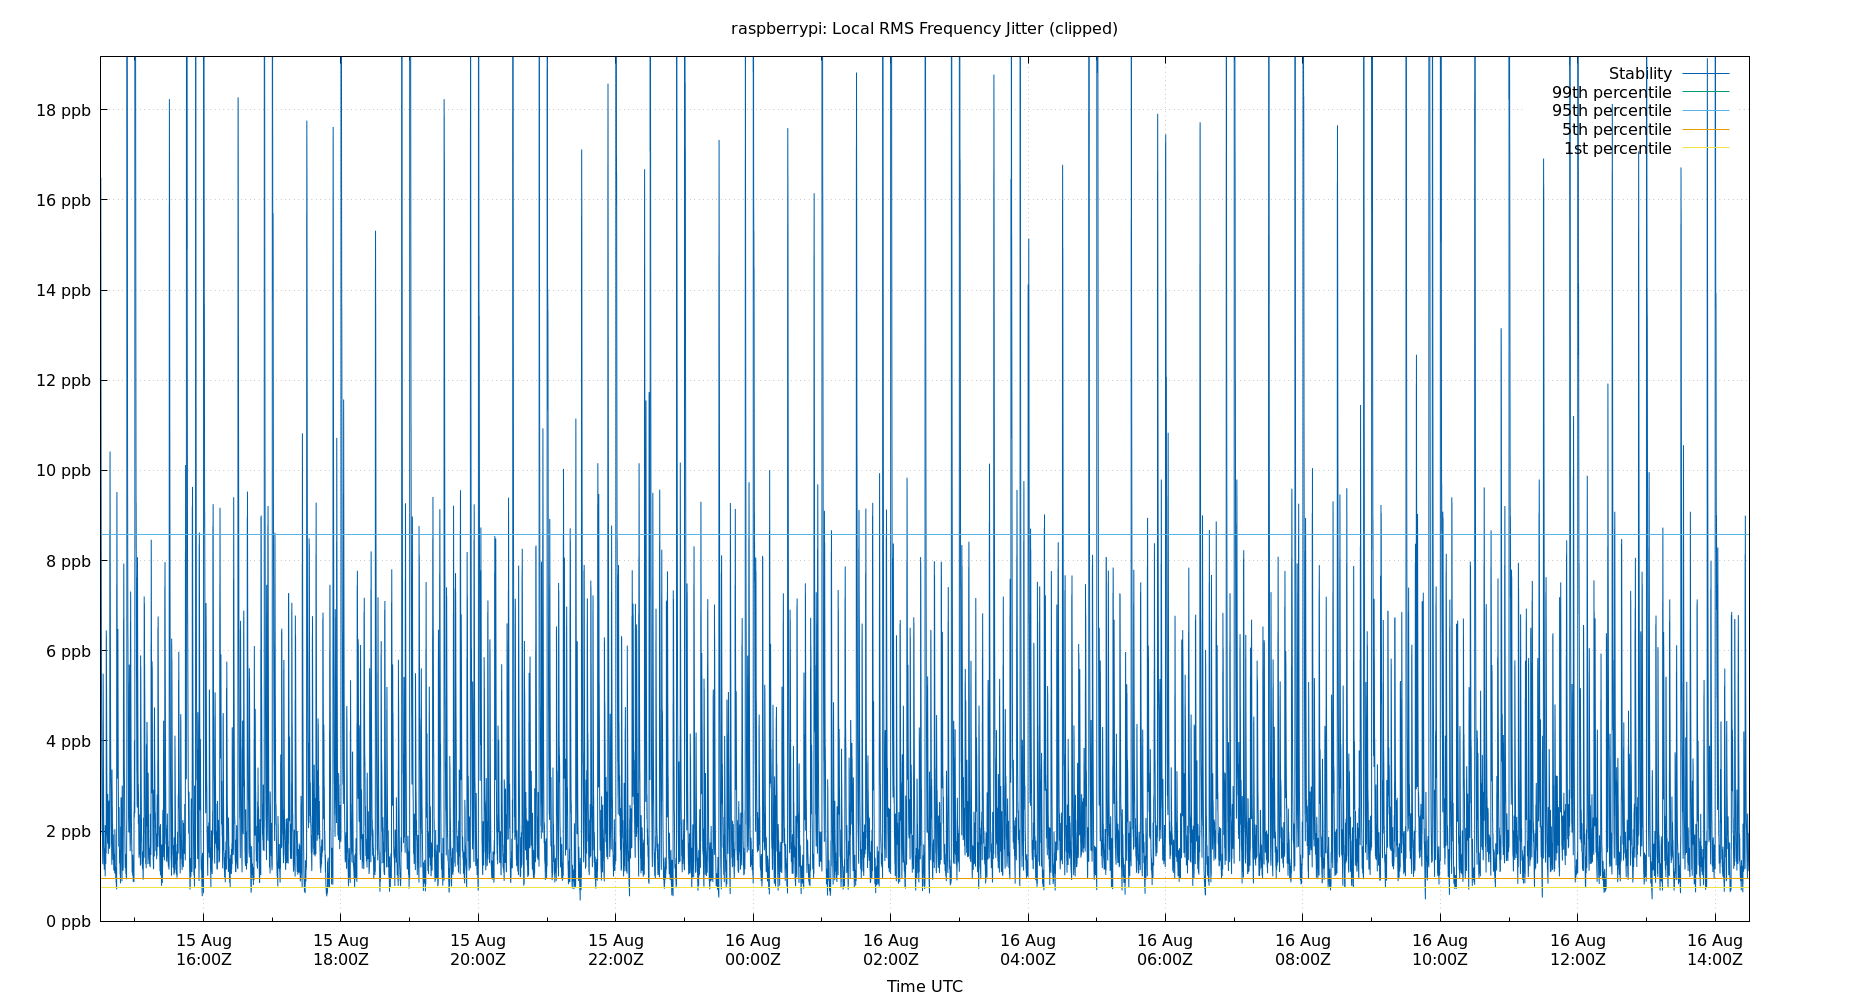 raspberrypi: Local RMS Frequency Jitter (clipped)
Stability
99th percentile
95th percentile
5th percentile
1st percentile
18 ppb
16 ppb
14 ppb
12 ppb
10 ppb
8 ppb
6 ppb
4 ppb
2 ppb
0 ppb
15 Aug 15 Aug 15 Aug 15 Aug 16 Aug 16 Aug 16 Aug 16 Aug 16 Aug 16 Aug 16 Aug 16 Aug
16:00Z 18:00Z 20:00Z 22:00Z 00:00Z 02:00Z 04:00Z 06:00Z 08:00Z 10:00Z 12:00Z 14:00Z
Time UTC